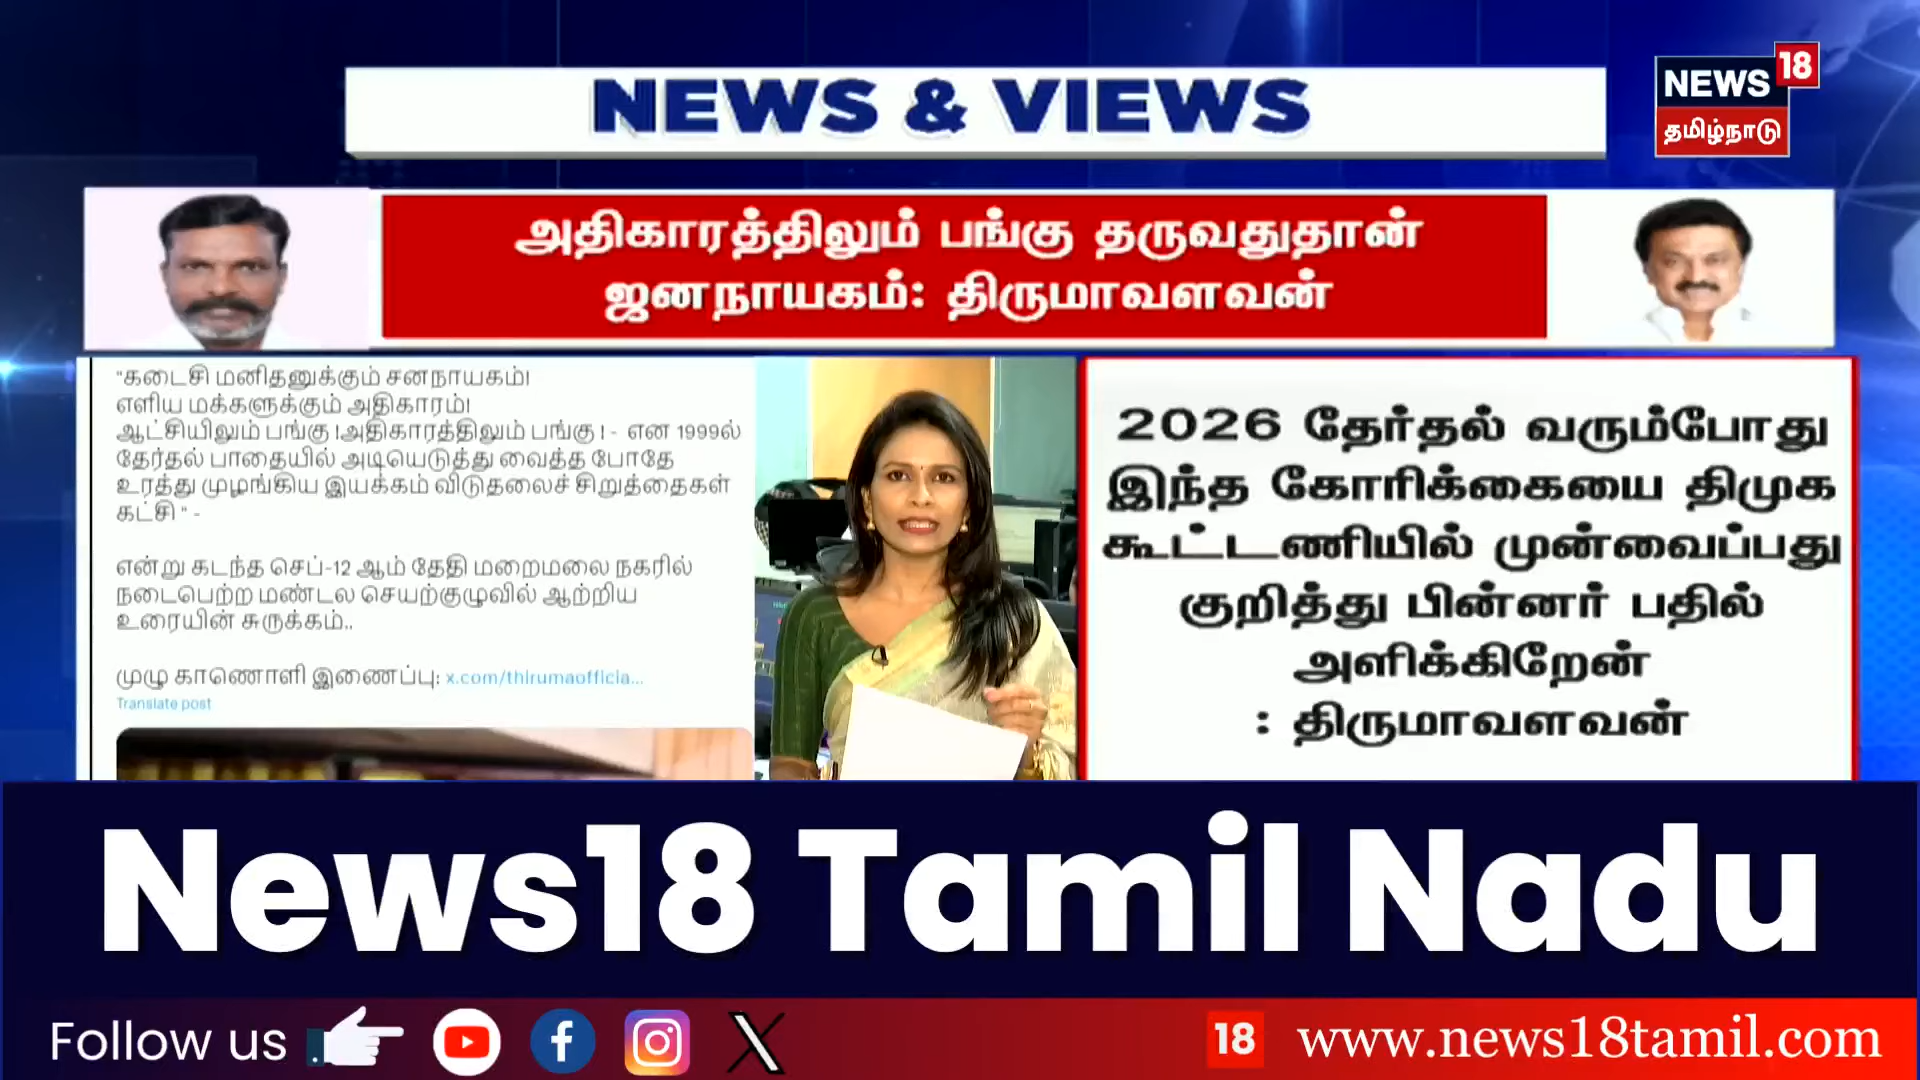 NEWS & VIEWS
NEWS 18
தமிழ்நாடு
அதிகாரத்திலும் பங்கு தருவதுதான்
ஜனநாயகம்: திருமாவளவன்
"கடைசி மனிதனுக்கும் சனநாயகம்!
எளிய மக்களுக்கும் அதிகாரம்!
ஆட்சியிலும் பங்கு !அதிகாரத்திலும் பங்கு ! - என 1999ல்
தேர்தல் பாதையில் அடியெடுத்து வைத்த போதே
உரத்து முழங்கிய இயக்கம் விடுதலைச் சிறுத்தைகள்
கட்சி " -
என்று கடந்த செப்-12 ஆம் தேதி மறைமலை நகரில்
நடைபெற்ற மண்டல செயற்குழுவில் ஆற்றிய
உரையின் சுருக்கம்..
முழு காணொளி இணைப்பு: x.com/thirumaofficia...
Translate post
2026 தேர்தல் வரும்போது
இந்த கோரிக்கையை திமுக
கூட்டணியில் முன்வைப்பது
குறித்து பின்னர் பதில்
அளிக்கிறேன்
: திருமாவளவன்
News18 Tamil Nadu
Follow us
18 www.news18tamil.com